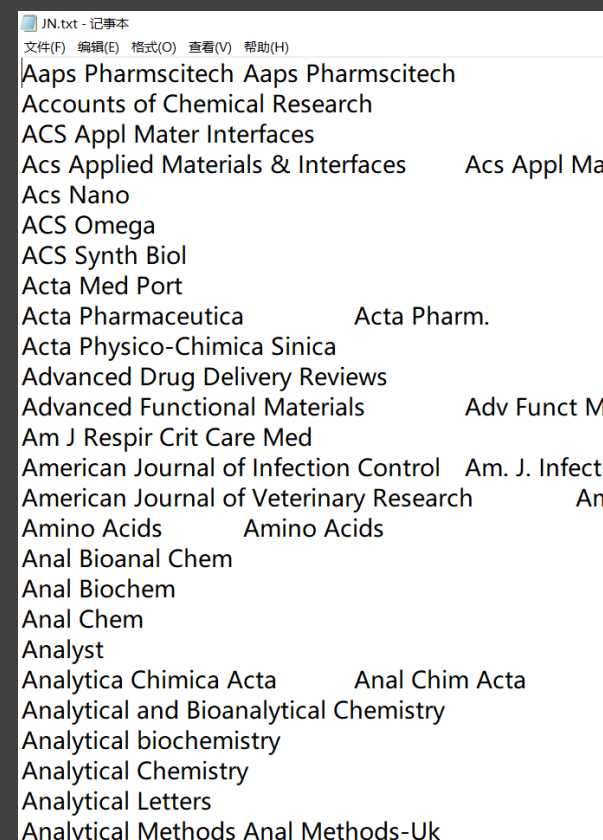 JN.txt - 记事本
文件(F) 编辑(E) 格式(O) 查看(V) 帮助(H)
Aaps Pharmscitech Aaps Pharmscitech
Accounts of Chemical Research
ACS Appl Mater Interfaces
Acs Applied Materials & Interfaces Acs Appl Ma
Acs Nano
ACS Omega
ACS Synth Biol
Acta Med Port
Acta Pharmaceutica Acta Pharm.
Acta Physico-Chimica Sinica
Advanced Drug Delivery Reviews
Advanced Functional Materials Adv Funct M
Am J Respir Crit Care Med
American Journal of Infection Control Am. J. Infect
American Journal of Veterinary Research Am
Amino Acids Amino Acids
Anal Bioanal Chem
Anal Biochem
Anal Chem
Analyst
Analytica Chimica Acta Anal Chim Acta
Analytical and Bioanalytical Chemistry
Analytical biochemistry
Analytical Chemistry
Analytical Letters
Analytical Methods Anal Methods-Uk